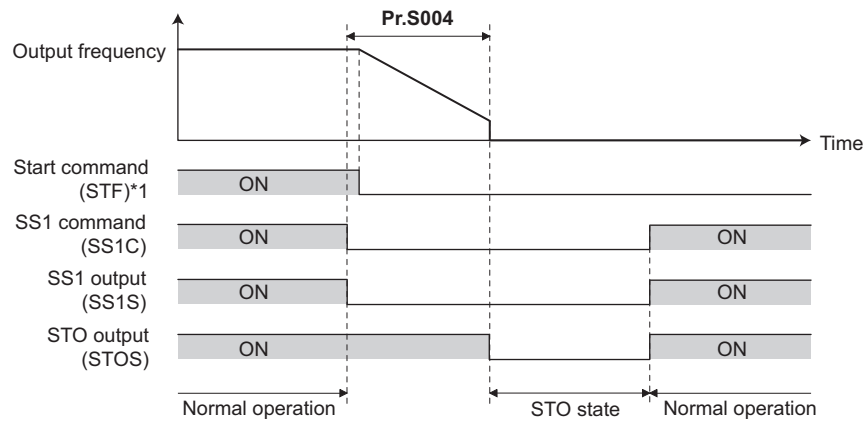 Pr.S004
Output frequency
Time
Start command
(STF)*1
ON
SS1 command
(SS1C)
ON
ON
SS1 output
(SS1S)
ON
ON
STO output
(STOS)
ON
ON
Normal operation
STO state
Normal operation